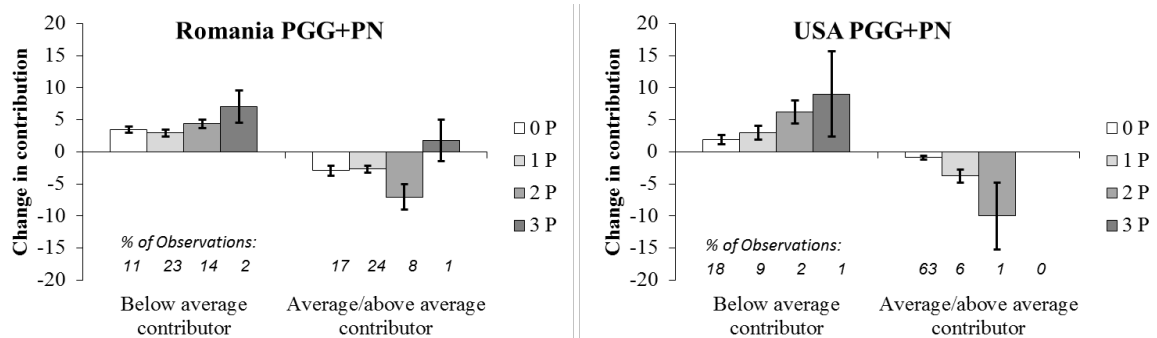 Romania PGG+PN
Change in contribution
20
15
10
5
0
-5
-10
-15
-20
% of Observations:
11 23 14 2 17 24 8 1
Below average contributor
Average/above average contributor
0 P
1 P
2 P
3 P
USA PGG+PN
Change in contribution
20
15
10
5
0
-5
-10
-15
-20
% of Observations:
18 9 2 1 63 6 1 0
Below average contributor
Average/above average contributor
0 P
1 P
2 P
3 P